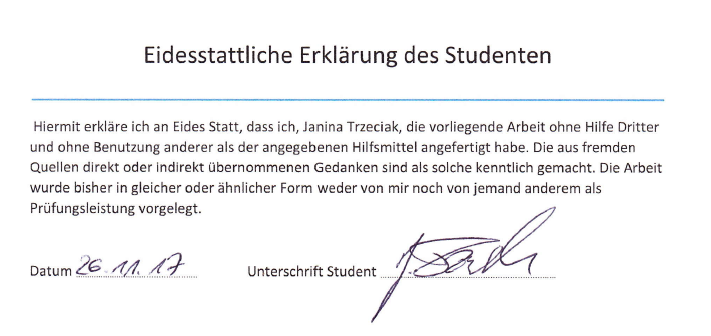 Eidesstattliche Erklärung des Studenten
Hiermit erkläre ich an Eides Statt, dass ich, Janina Trzeciak, die vorliegende Arbeit ohne Hilfe Dritter
und ohne Benutzung anderer als der angegebenen Hilfsmittel angefertigt habe. Die aus fremden
Quellen direkt oder indirekt übernommenen Gedanken sind als solche kenntlich gemacht. Die Arbeit
wurde bisher in gleicher oder ähnlicher Form weder von mir noch von jemand anderem als
Prüfungsleistung vorgelegt.
Datum 26.11.17 Unterschrift Student